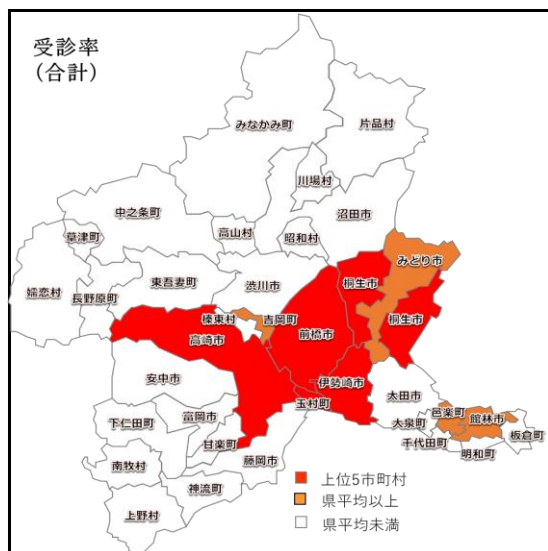 受診率
(合計)
みなかみ町
片品村
川場村
沼田市
中之条町
高山村
昭和村
草津町
みどり市
桐生市
嬬恋村
長野原町
東吾妻町
渋川市
榛東村
吉岡町
前橋市
桐生市
高崎市
伊勢崎市
安中市
玉村町
太田市
邑楽町
館林市
下仁田町
富岡市
大泉町
板倉町
甘楽町
千代田町
明和町
藤岡市
南牧村
神流町
上野村
上位5市町村
県平均以上
県平均未満